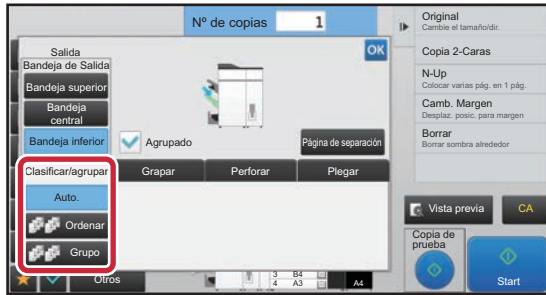 Nº de copias 1
Salida
Bandeja de Salida
Bandeja superior
Bandeja
central
Bandeja inferior
OK
Agrupado
Página de separación
Clasificar/agrupar
Grapar
Perforar
Plegar
Auto.
Ordenar
Grupo
Otros
3 B4
4 A3
A4
Original
Cambie el tamaño/dir.
Copia 2-Caras
N-Up
Colocar varias pág. en 1 pág.
Camb. Margen
Desplaz. posic. para margen
Borrar
Borrar sombra alrededor
Vista previa
CA
Copia de
prueba
Start